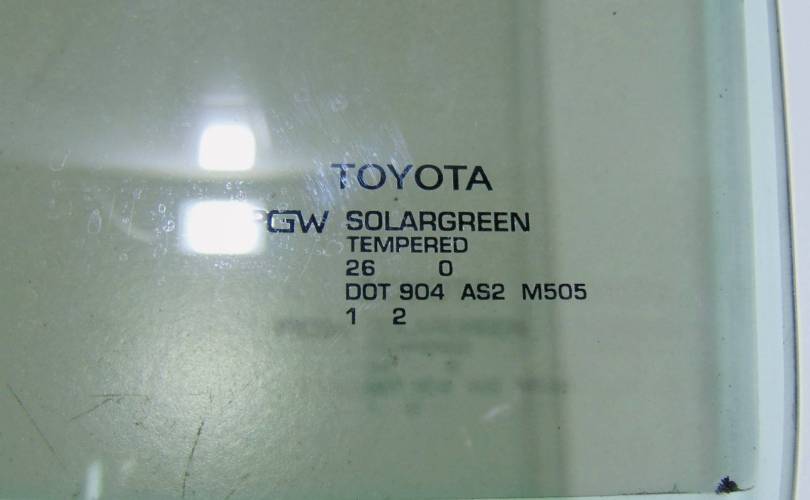 TOYOTA
PGW SOLARGREEN
TEMPERED
26 0
DOT 904 AS2 M505
1 2